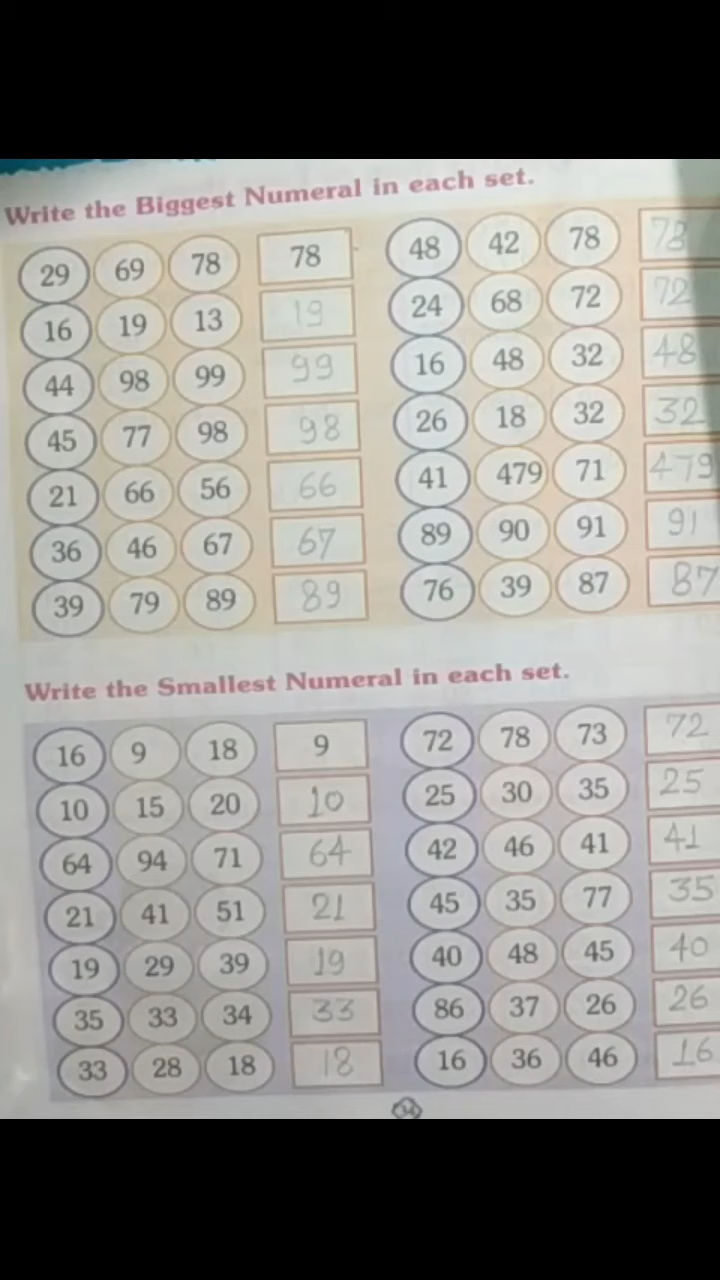 Write the Biggest Numeral in each set.
29 69 78 78 48 42 78 78
16 19 13 19 24 68 72 72
44 98 99 99 16 48 32 48
45 77 98 98 26 18 32 32
21 66 56 66 41 479 71 479
36 46 67 67 89 90 91 91
39 79 89 89 76 39 87 87
Write the Smallest Numeral in each set.
16 9 18 9 72 78 73 72
10 15 20 10 25 30 35 25
64 94 71 64 42 46 41 41
21 41 51 21 45 35 77 35
19 29 39 19 40 48 45 40
35 33 34 33 86 37 26 26
33 28 18 18 16 36 46 16